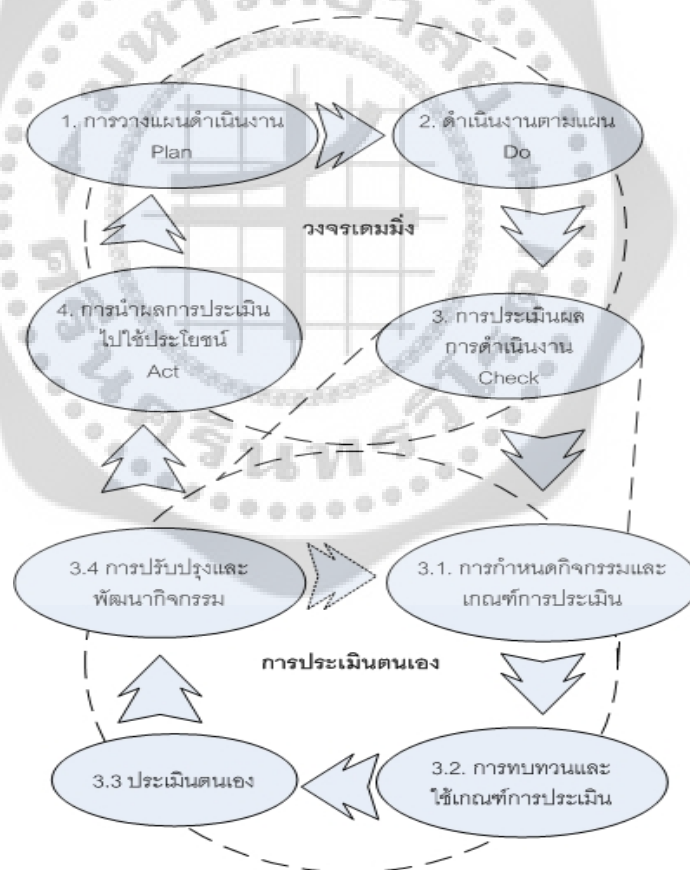 1. การวางแผนดำเนินงาน
Plan
2. ดำเนินงานตามแผน
Do
วงจรเดมมิ่ง
4. การนำผลการประเมิน
ไปใช้ประโยชน์
Act
3. การประเมินผล
การดำเนินงาน
Check
3.4 การปรับปรุงและ
พัฒนากิจกรรม
3.1. การกำหนดกิจกรรมและ
เกณฑ์การประเมิน
การประเมินตนเอง
3.3 ประเมินตนเอง
3.2. การทบทวนและ
ใช้เกณฑ์การประเมิน